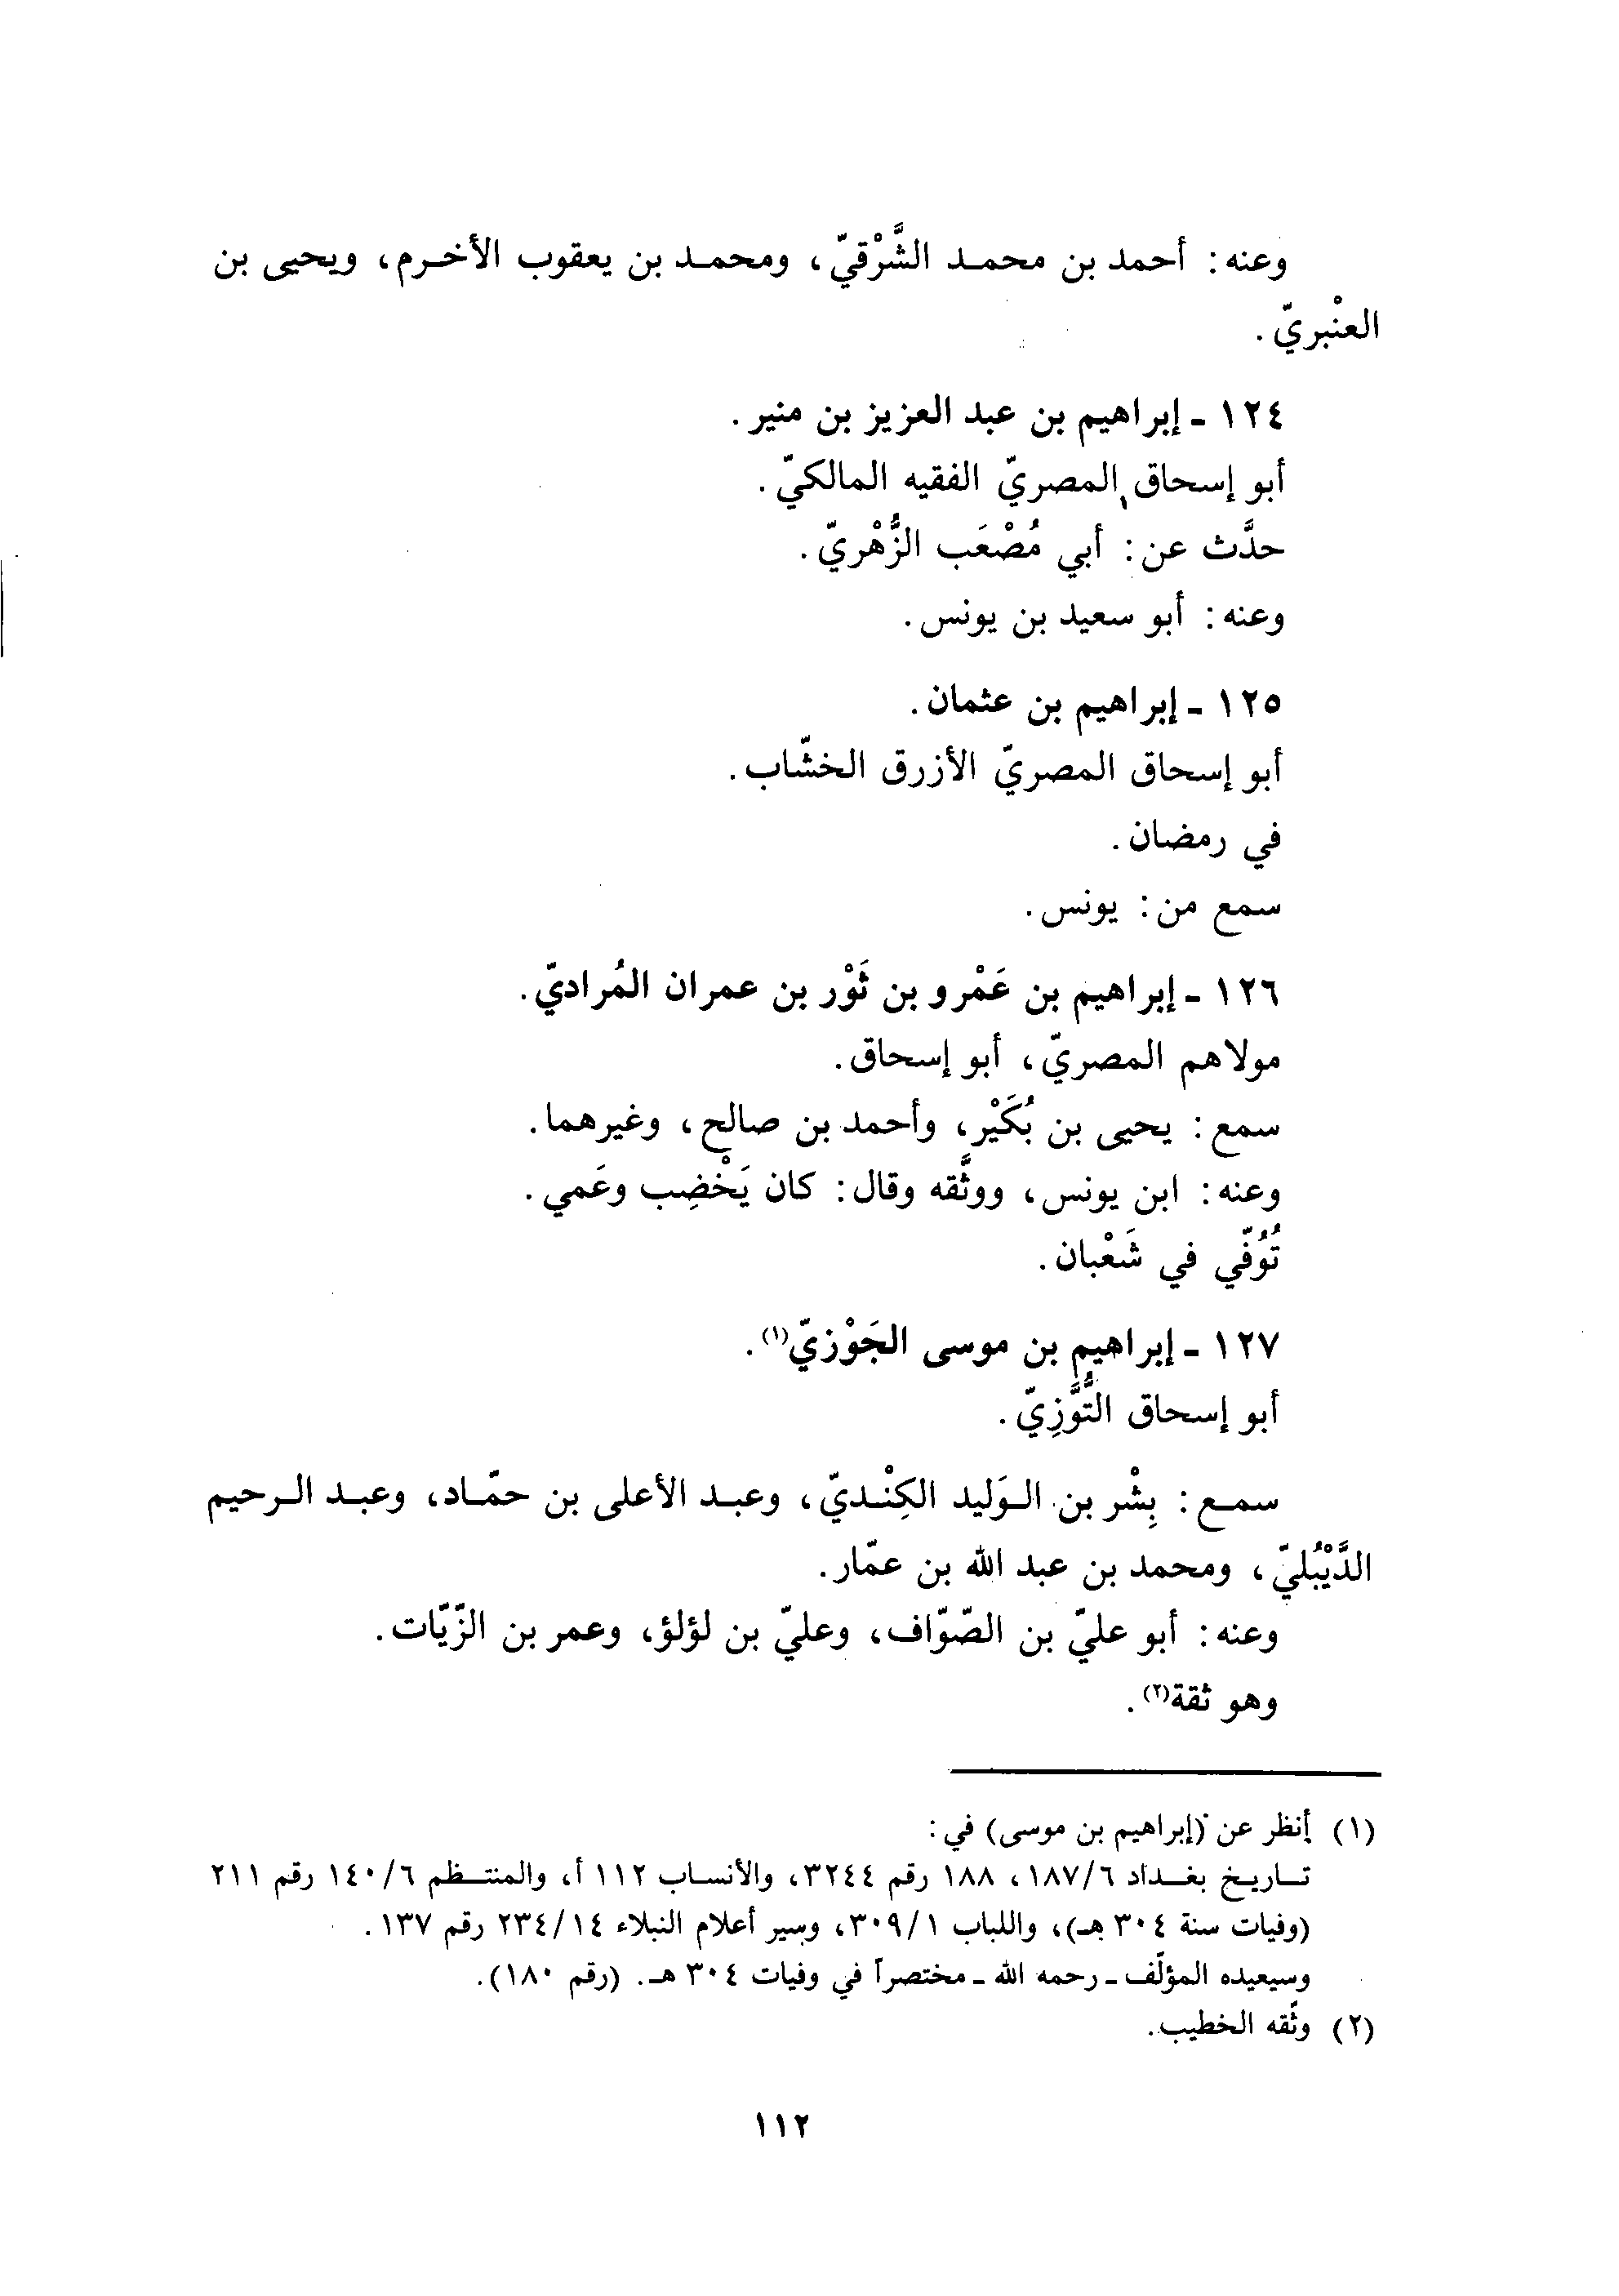 وعنه: أحمد بن محمد الشَّرْقيّ، ومحمد بن يعقوب الأخرم، ويحيى بن
العنْبريّ.
١٢٤ - إبراهيم بن عبد العزيز بن منير.
أبو إسحاق المصريّ الفقيه المالكيّ.
حدَّث عن: أبي مُصْعَب الزُّهْريّ.
وعنه: أبو سعيد بن يونس.
١٢٥ - إبراهيم بن عثمان.
أبو إسحاق المصريّ الأزرق الخشّاب.
في رمضان.
سمع من: يونس.
١٢٦ - إبراهيم بن عَمْرو بن ثَوْر بن عمران المُراديّ.
مولاهم المصريّ، أبو إسحاق.
سمع: يحيى بن بُكَيْر، وأحمد بن صالح، وغيرهما.
وعنه: ابن يونس، ووثَّقه وقال: كان يَخْضِب وعَمي.
تُوُفّي في شَعْبان.
١٢٧ - إبراهيم بن موسى الجَوْزيّ(١).
أبو إسحاق التُّوَّزِيّ.
سمع: بِشْر بن الوَليد الكِنْديّ، وعبد الأعلى بن حمّاد، وعبد الرحيم
الدَّيْبُليّ، ومحمد بن عبد الله بن عمّار.
وعنه: أبو عليّ بن الصّوّاف، وعليّ بن لؤلؤ، وعمر بن الزّيّات.
وهو ثقة(٢).
(١) أنظر عن (إبراهيم بن موسى) في:
تاريخ بغداد ١٨٧/٦، ١٨٨ رقم ٣٢٤٤، والأنساب ١١٢ أ، والمنتظم ١٤٠/٦ رقم ٢١١
(وفيات سنة ٣٠٤ هـ)، واللباب ٣٠٩/١، وسير أعلام النبلاء ٢٣٤/١٤ رقم ١٣٧.
وسيعيده المؤلّف - رحمه الله - مختصراً في وفيات ٣٠٤ هـ. (رقم ١٨٠).
(٢) وثَّقه الخطيب.
١١٢